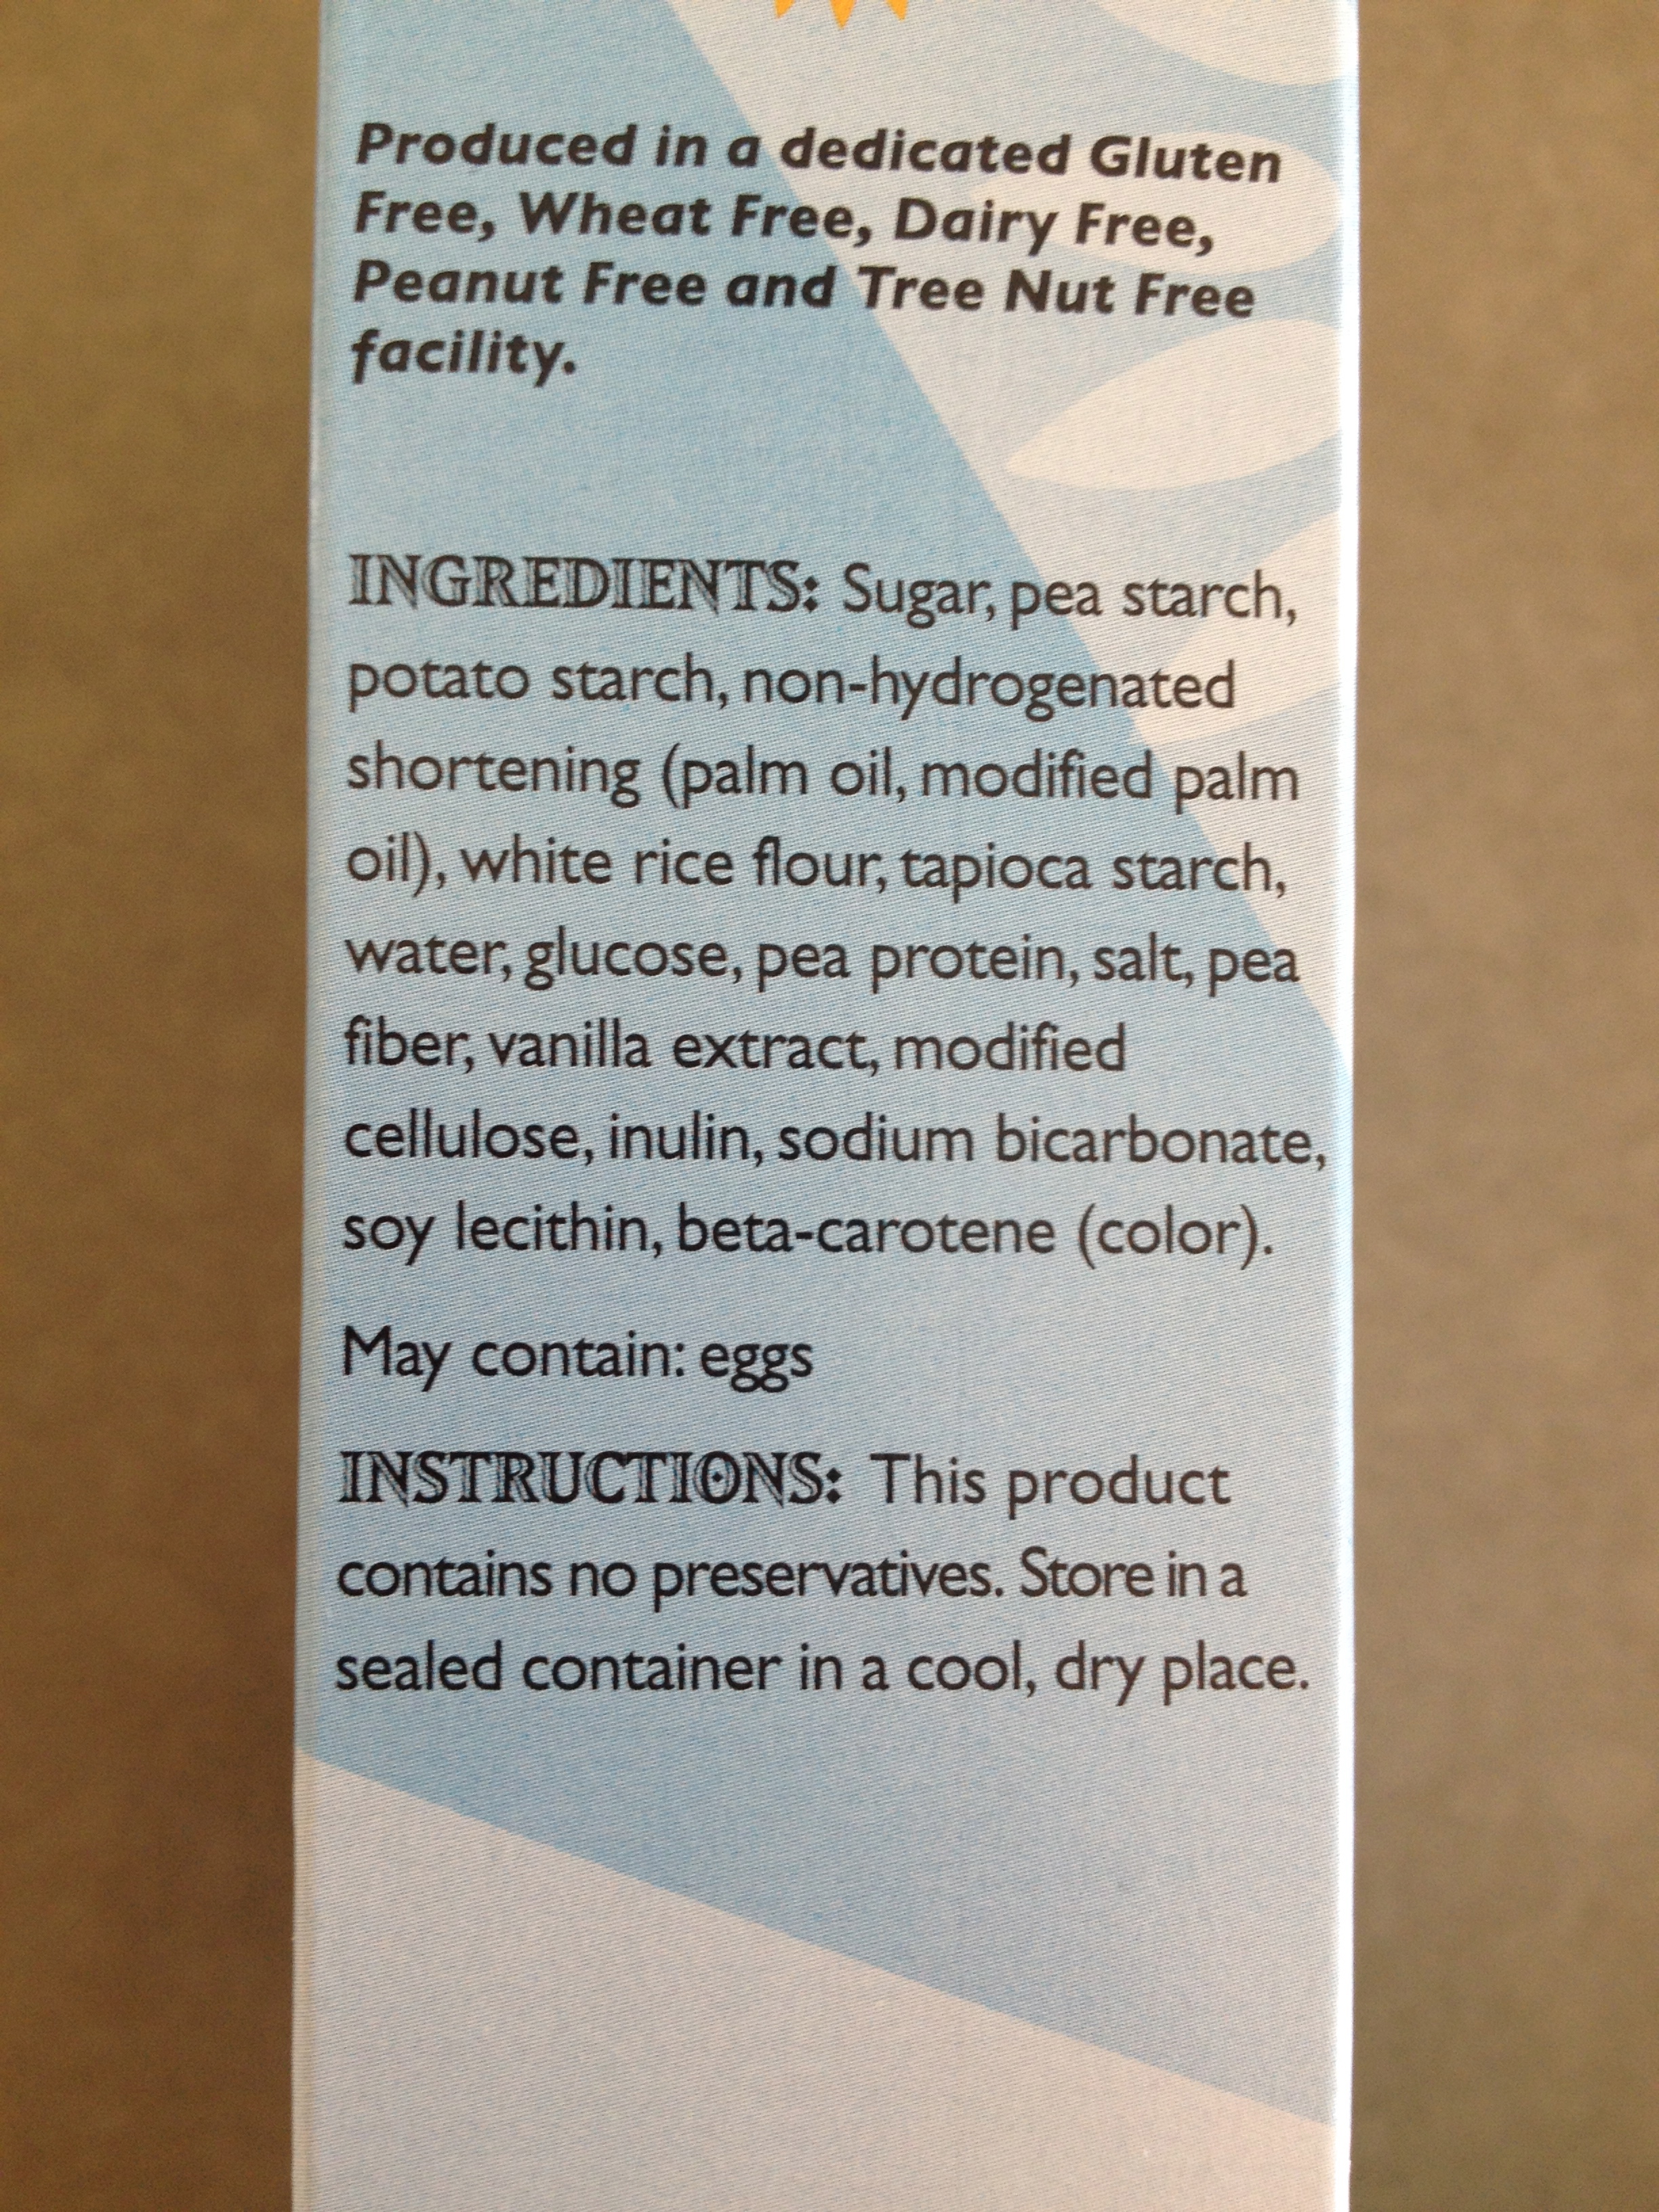 Produced in a dedicated Gluten
Free, Wheat Free, Dairy Free,
Peanut Free and Tree Nut Free
facility.
INGREDIENTS: Sugar, pea starch,
potato starch, non-hydrogenated
shortening (palm oil, modified palm
oil), white rice flour, tapioca starch,
water, glucose, pea protein, salt, pea
fiber, vanilla extract, modified
cellulose, inulin, sodium bicarbonate,
soy lecithin, beta-carotene (color).
May contain: eggs
INSTRUCTIONS: This product
contains no preservatives. Store in a
sealed container in a cool, dry place.